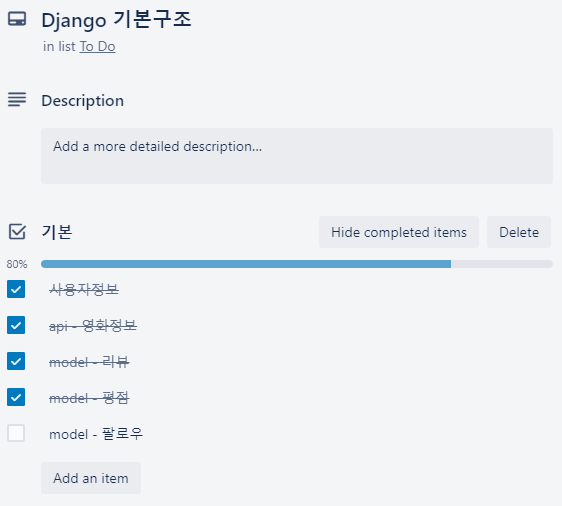 Django 기본구조
in list To Do
Description
Add a more detailed description...
기본
Hide completed items
Delete
80%
사용자정보
api - 영화정보
model - 리뷰
model - 평점
model - 팔로우
Add an item